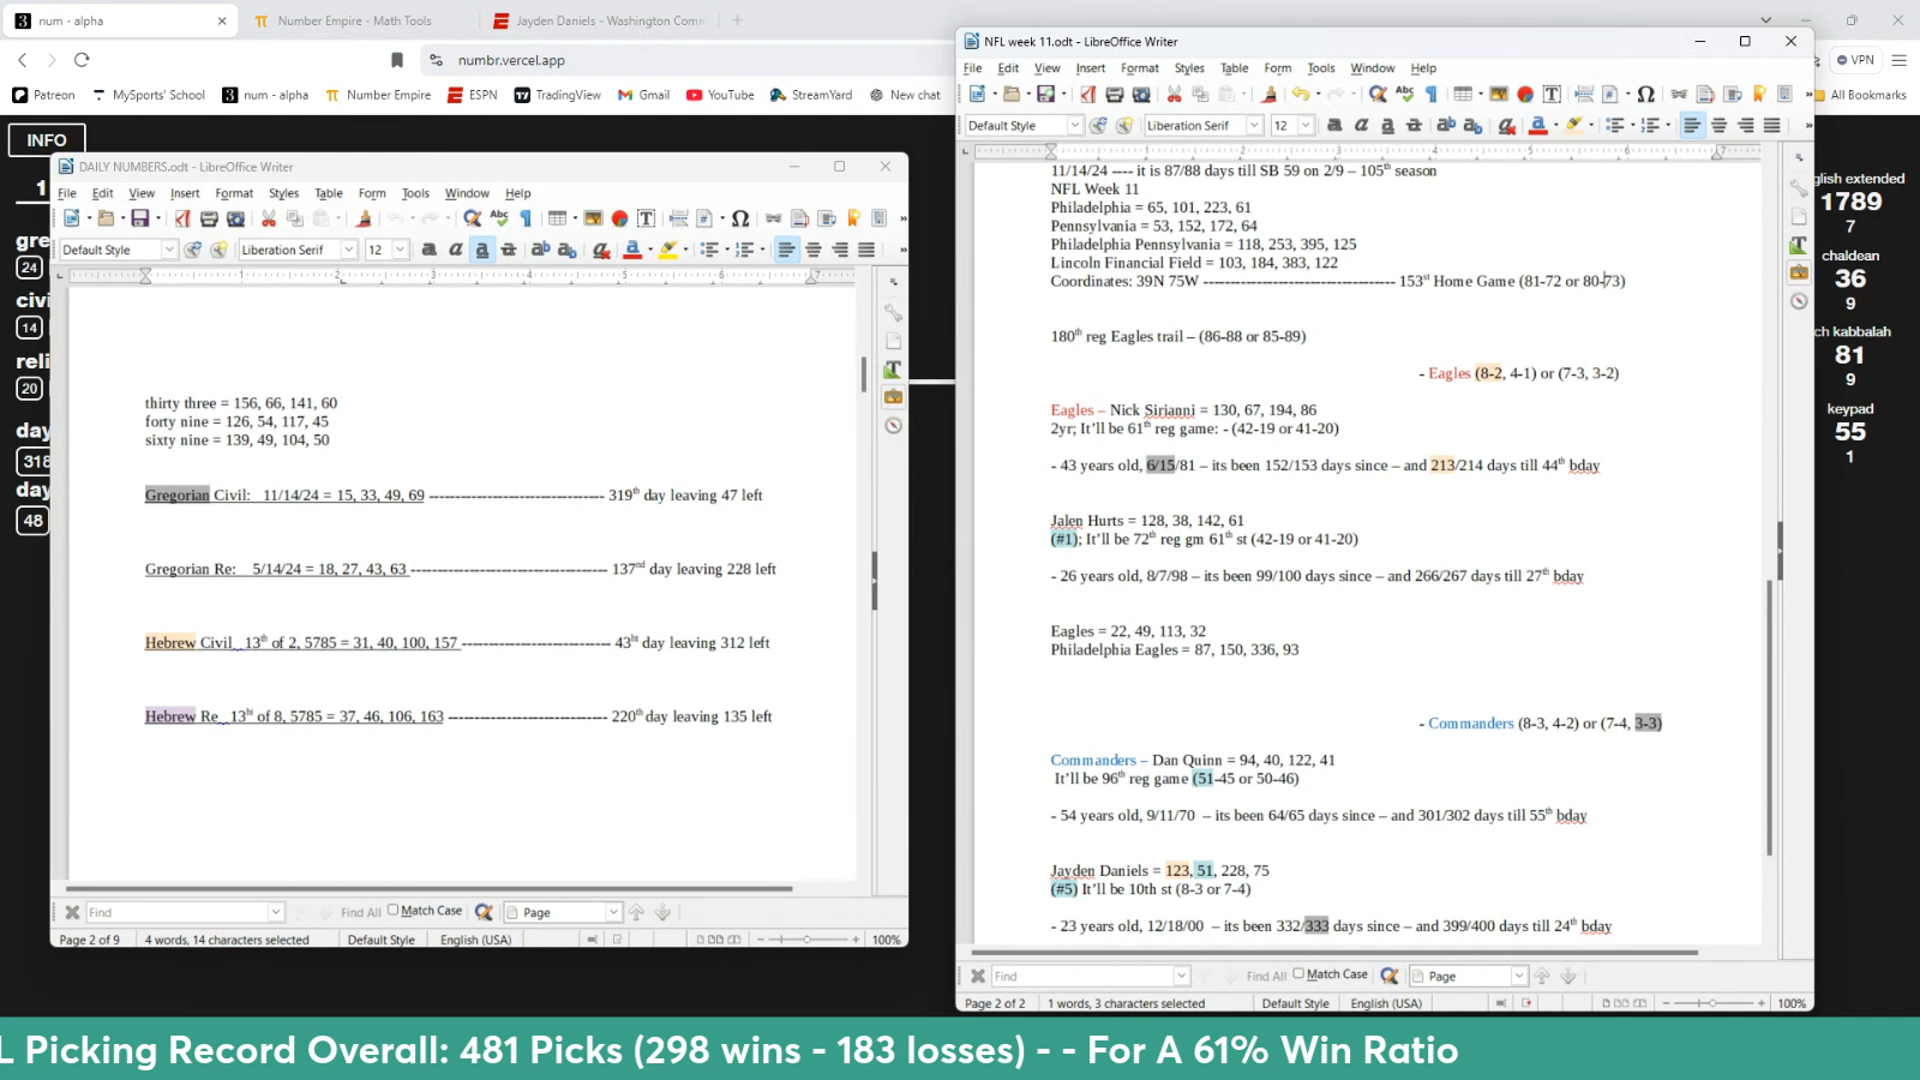 num - alpha
Number Empire - Math Tools
Jayden Daniels - Washington Comm
numbr.vercel.app
VPN
Patreon
MySports' School
num - alpha
Number Empire
ESPN
TradingView
Gmail
YouTube
StreamYard
New chat
All Bookmarks
INFO
1
gre
24
civi
14
reli
20
day
318
day
48
DAILY NUMBERS.odt - LibreOffice Writer
File Edit View Insert Format Styles Table Form Tools Window Help
Default Style
Liberation Serif
12
thirty three = 156, 66, 141, 60
forty nine = 126, 54, 117, 45
sixty nine = 139, 49, 104, 50
Gregorian Civil: 11/14/24 = 15, 33, 49, 69 ----------------------------------- 319th day leaving 47 left
Gregorian Re: 5/14/24 = 18, 27, 43, 63 --------------------------------------- 137nd day leaving 228 left
Hebrew Civil 13th of 2, 5785 = 31, 40, 100, 157 ------------------------------ 43ht day leaving 312 left
Hebrew Re 13ht of 8, 5785 = 37, 46, 106, 163 -------------------------------- 220th day leaving 135 left
Find
Find All
Match Case
Page
Page 2 of 9
4 words, 14 characters selected
Default Style
English (USA)
100%
NFL week 11.odt - LibreOffice Writer
File Edit View Insert Format Styles Table Form Tools Window Help
Default Style
Liberation Serif
12
11/14/24 ---- it is 87/88 days till SB 59 on 2/9 – 105th season
NFL Week 11
Philadelphia = 65, 101, 223, 61
Pennsylvania = 53, 152, 172, 64
Philadelphia Pennsylvania = 118, 253, 395, 125
Lincoln Financial Field = 103, 184, 383, 122
Coordinates: 39N 75W -------------------------------------- 153st Home Game (81-72 or 80-73)
180th reg Eagles trail – (86-88 or 85-89)
- Eagles (8-2, 4-1) or (7-3, 3-2)
Eagles – Nick Sirianni = 130, 67, 194, 86
2yr; It’ll be 61th reg game: - (42-19 or 41-20)
- 43 years old, 6/15/81 – its been 152/153 days since – and 213/214 days till 44th bday
Jalen Hurts = 128, 38, 142, 61
(#1); It’ll be 72th reg gm 61th st (42-19 or 41-20)
- 26 years old, 8/7/98 – its been 99/100 days since – and 266/267 days till 27th bday
Eagles = 22, 49, 113, 32
Philadelphia Eagles = 87, 150, 336, 93
- Commanders (8-3, 4-2) or (7-4, 3-3)
Commanders – Dan Quinn = 94, 40, 122, 41
It’ll be 96th reg game (51-45 or 50-46)
- 54 years old, 9/11/70 – its been 64/65 days since – and 301/302 days till 55th bday
Jayden Daniels = 123, 51, 228, 75
(#5) It’ll be 10th st (8-3 or 7-4)
- 23 years old, 12/18/00 – its been 332/333 days since – and 399/400 days till 24th bday
Find
Find All
Match Case
Page
Page 2 of 2
1 words, 3 characters selected
Default Style
English (USA)
100%
glish extended
1789
7
chaldean
36
9
ch kabbalah
81
9
keypad
55
1
L Picking Record Overall: 481 Picks (298 wins - 183 losses) - - For A 61% Win Ratio